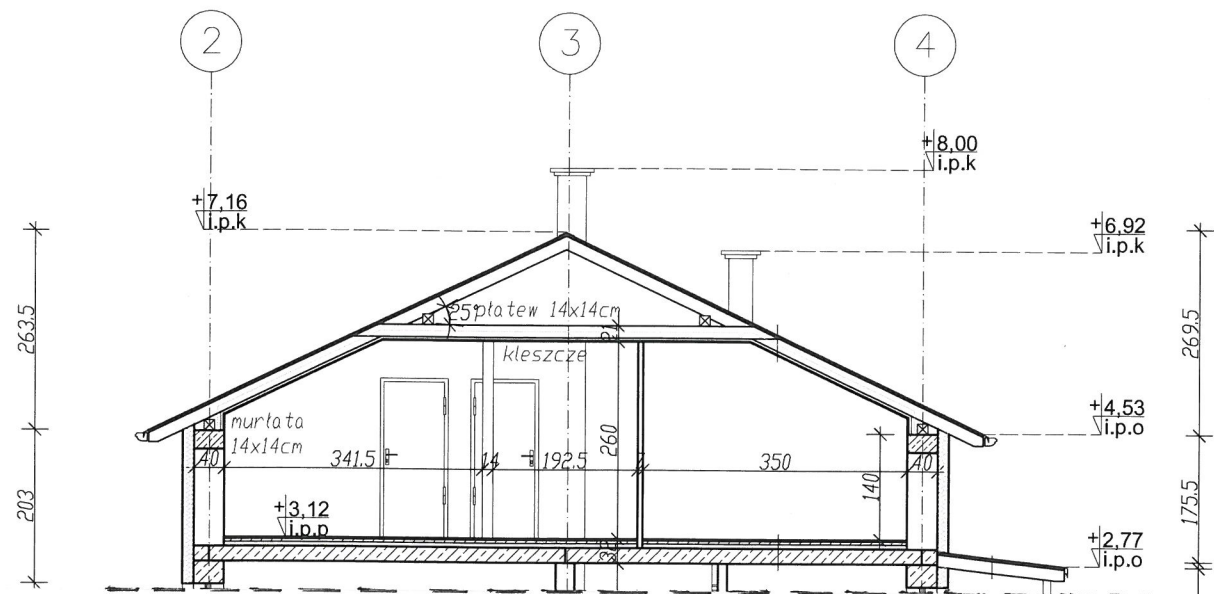 2
3
4
+8,00
i.p.k
+7,16
i.p.k
+6,92
i.p.k
25°
płatew 14x14cm
21
263.5
269.5
kleszcze
+4,53
i.p.o
murłata
14x14cm
40
341.5
14
192.5
260
350
40
140
203
175.5
+3,12
i.p.p
+2,77
i.p.o